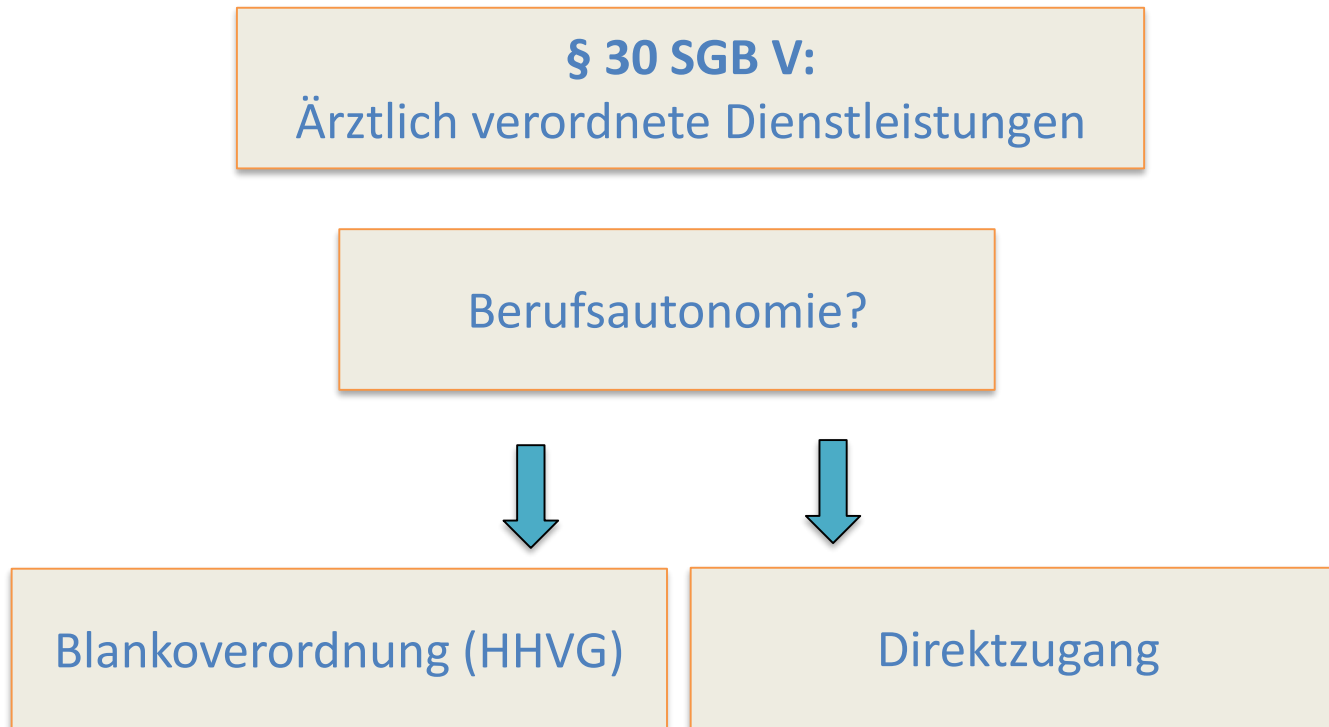 § 30 SGB V:
Ärztlich verordnete Dienstleistungen
Berufsautonomie?
Blankoverordnung (HHVG)
Direktzugang